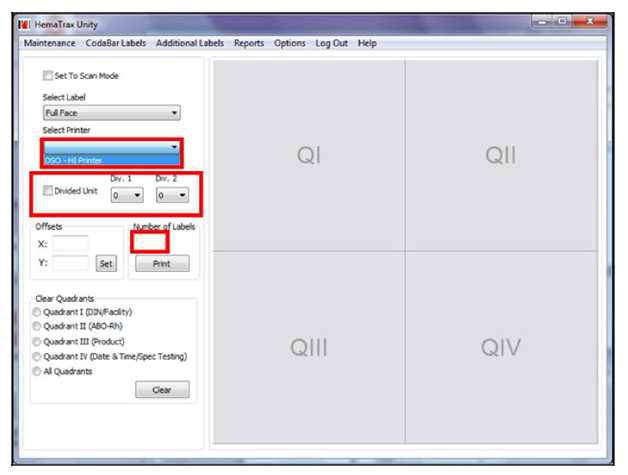 HemaTrax Unity
Maintenance CodaBar Labels Additional Labels Reports Options Log Out Help
Set To Scan Mode
Select Label
Full Face
Select Printer
DSO - HI Printer
Div. 1 Div. 2
Divided Unit 0 0
Offsets Number of Labels
X:
Y: Set Print
Clear Quadrants
Quadrant I (DIN/Facility)
Quadrant II (ABO-Rh)
Quadrant III (Product)
Quadrant IV (Date & Time/Spec Testing)
All Quadrants
Clear
QI QII
QIII QIV